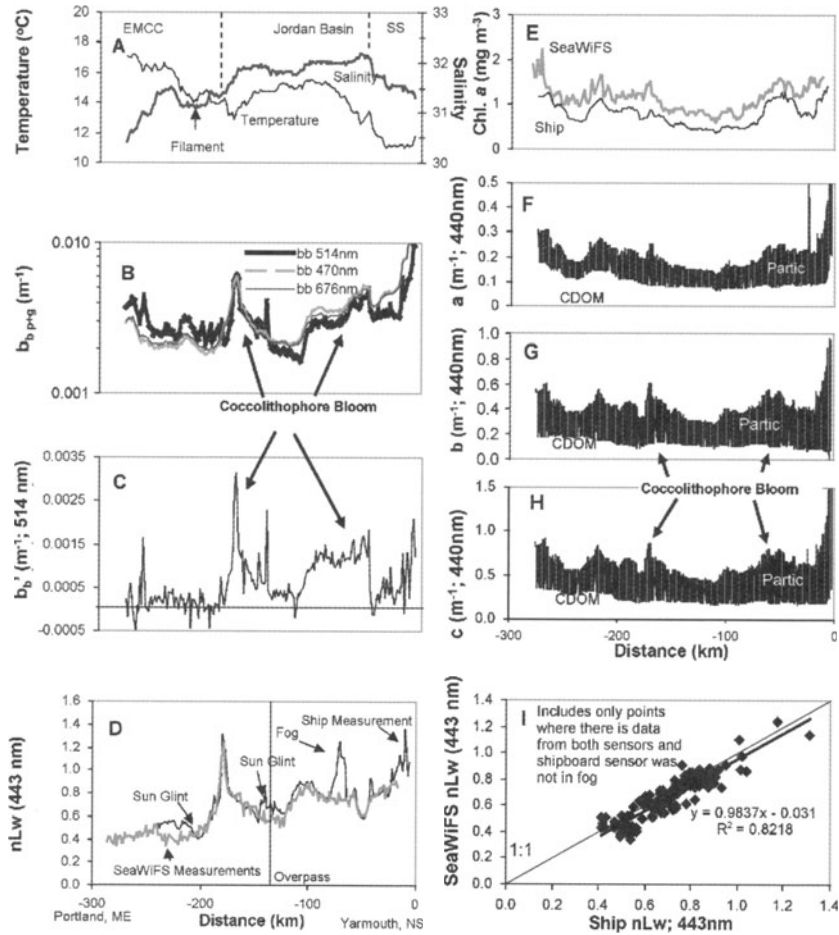 EMCC
Jordan Basin
SS
A
Temperature (ºC)
20
18
16
14
12
10
Salinity
33
32
31
30
Salinit
Temperature
Filament
B
bb 514nm
bb 470nm
bb 676nm
b_b p+g (m⁻¹)
0.010
0.001
Coccolithophore Bloom
C
b_b' (m⁻¹; 514 nm)
0.0035
0.0025
0.0015
0.0005
-0.0005
D
nLw (443 nm)
1.6
1.4
1.2
1.0
0.8
0.6
0.4
0.2
0.0
Ship Measurement
Fog
Sun Glint
Sun Glint
SeaWiFS Measurements
Overpass
-300
-200
-100
0
Portland, ME
Distance (km)
Yarmouth, NS
E
Chl. a (mg m⁻³)
3
2
1
0
SeaWiFS
Ship
F
a (m⁻¹; 440nm)
0.5
0.4
0.3
0.2
0.1
0.0
Partic
CDOM
G
b (m⁻¹; 440nm)
1.0
0.8
0.6
0.4
0.2
0.0
Partic
CDOM
Coccolithophore Bloom
H
c (m⁻¹; 440nm)
1.5
1.0
0.5
0.0
Partic
CDOM
-300
-200
-100
0
Distance (km)
I
Includes only points
where there is data
from both sensors and
shipboard sensor was
not in fog
SeaWiFS nLw (443 nm)
1.4
1.2
1.0
0.8
0.6
0.4
0.2
0.0
y = 0.9837x - 0.031
R² = 0.8218
1:1
0.0
0.2
0.4
0.6
0.8
1.0
1.2
1.4
Ship nLw; 443nm